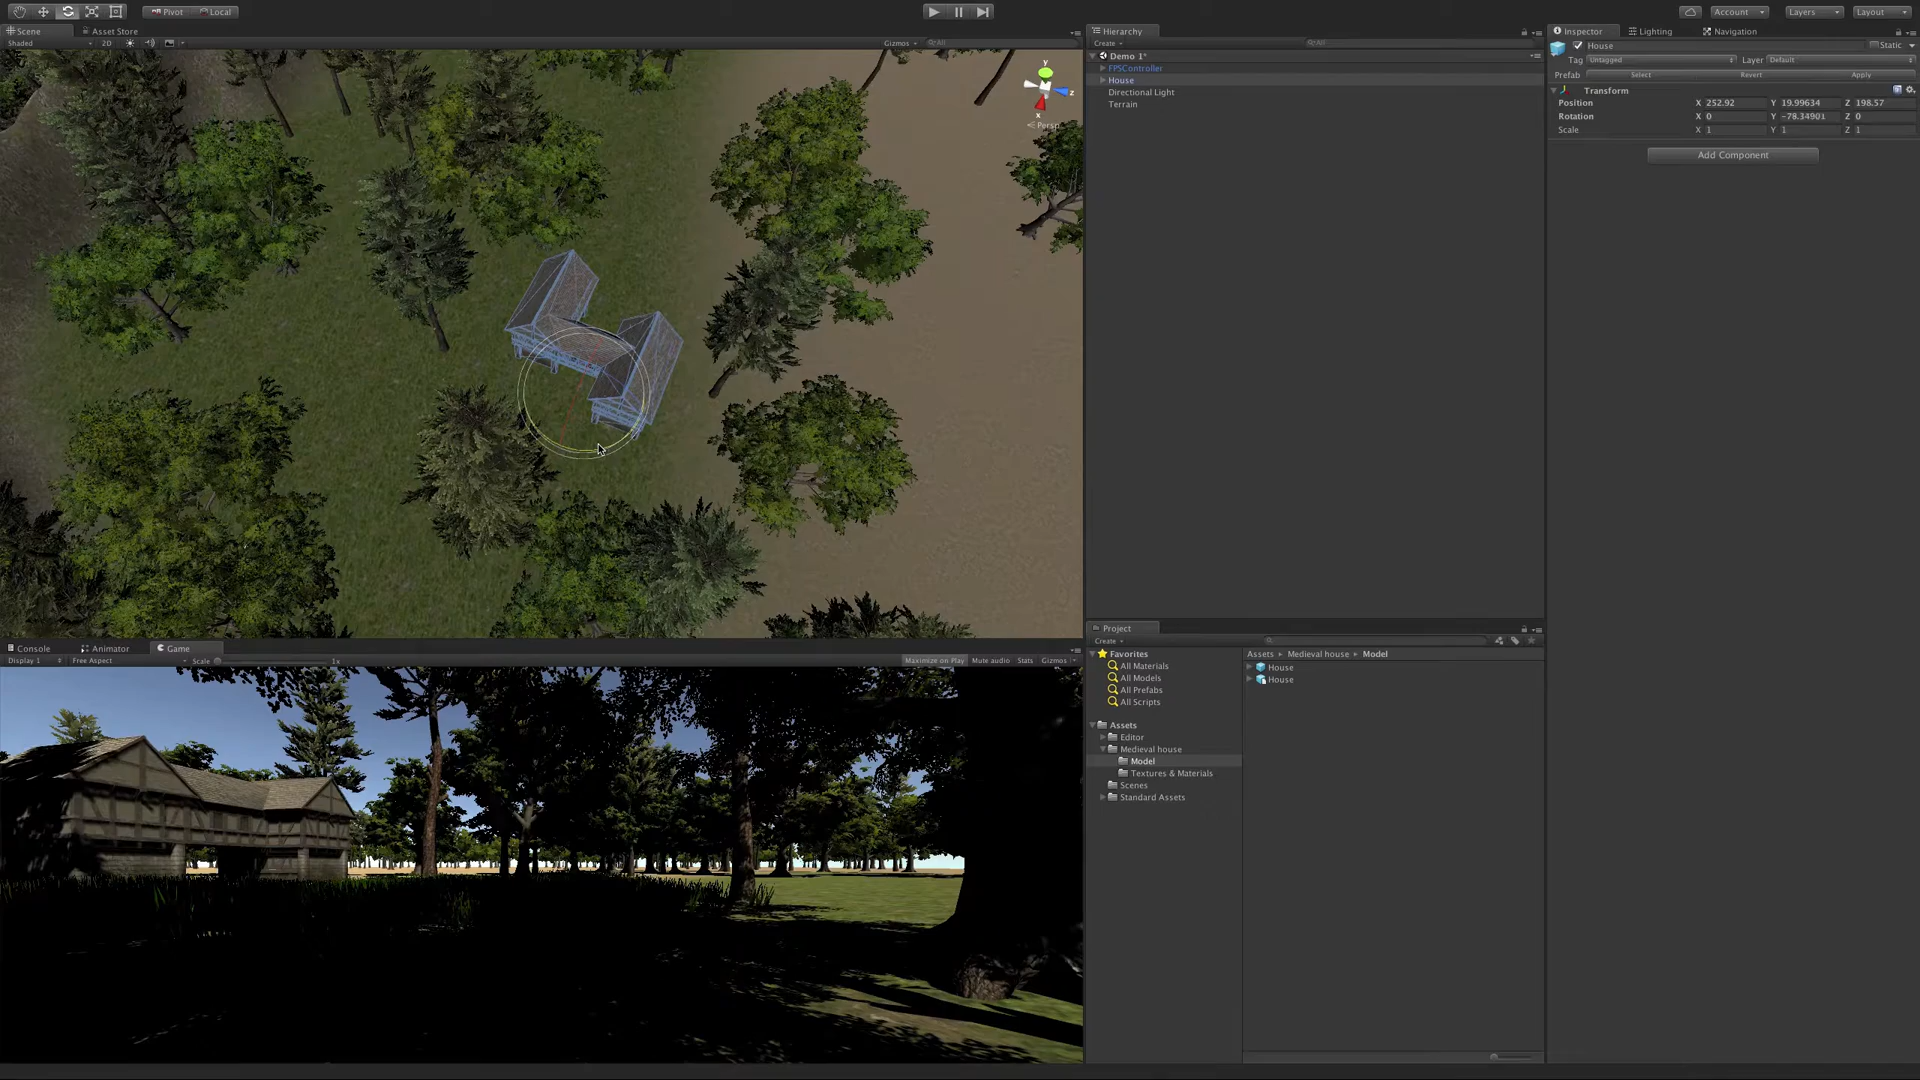 Pivot Local
Account Layers Layout
Scene Asset Store
Shaded 2D Gizmos All
y
z
x
Persp
Hierarchy
Create All
Demo 1*
FPSController
House
Directional Light
Terrain
Inspector Lighting Navigation
House Static
Tag Untagged Layer Default
Prefab Select Revert Apply
Transform
Position X 252.92 Y 19.99634 Z 198.57
Rotation X 0 Y -78.34901 Z 0
Scale X 1 Y 1 Z 1
Add Component
Console Animator Game
Display 1 Free Aspect Scale 1x Maximize on Play Mute audio Stats Gizmos
Project
Create
Favorites
All Materials
All Models
All Prefabs
All Scripts
Assets
Editor
Medieval house
Model
Textures & Materials
Scenes
Standard Assets
Assets Medieval house Model
House
House